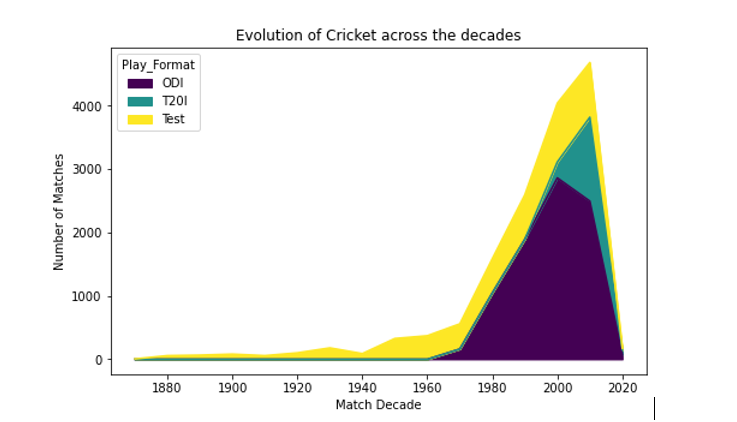 Evolution of Cricket across the decades
Play_Format
ODI
T20I
Test
Number of Matches
4000
3000
2000
1000
0
1880 1900 1920 1940 1960 1980 2000 2020
Match Decade